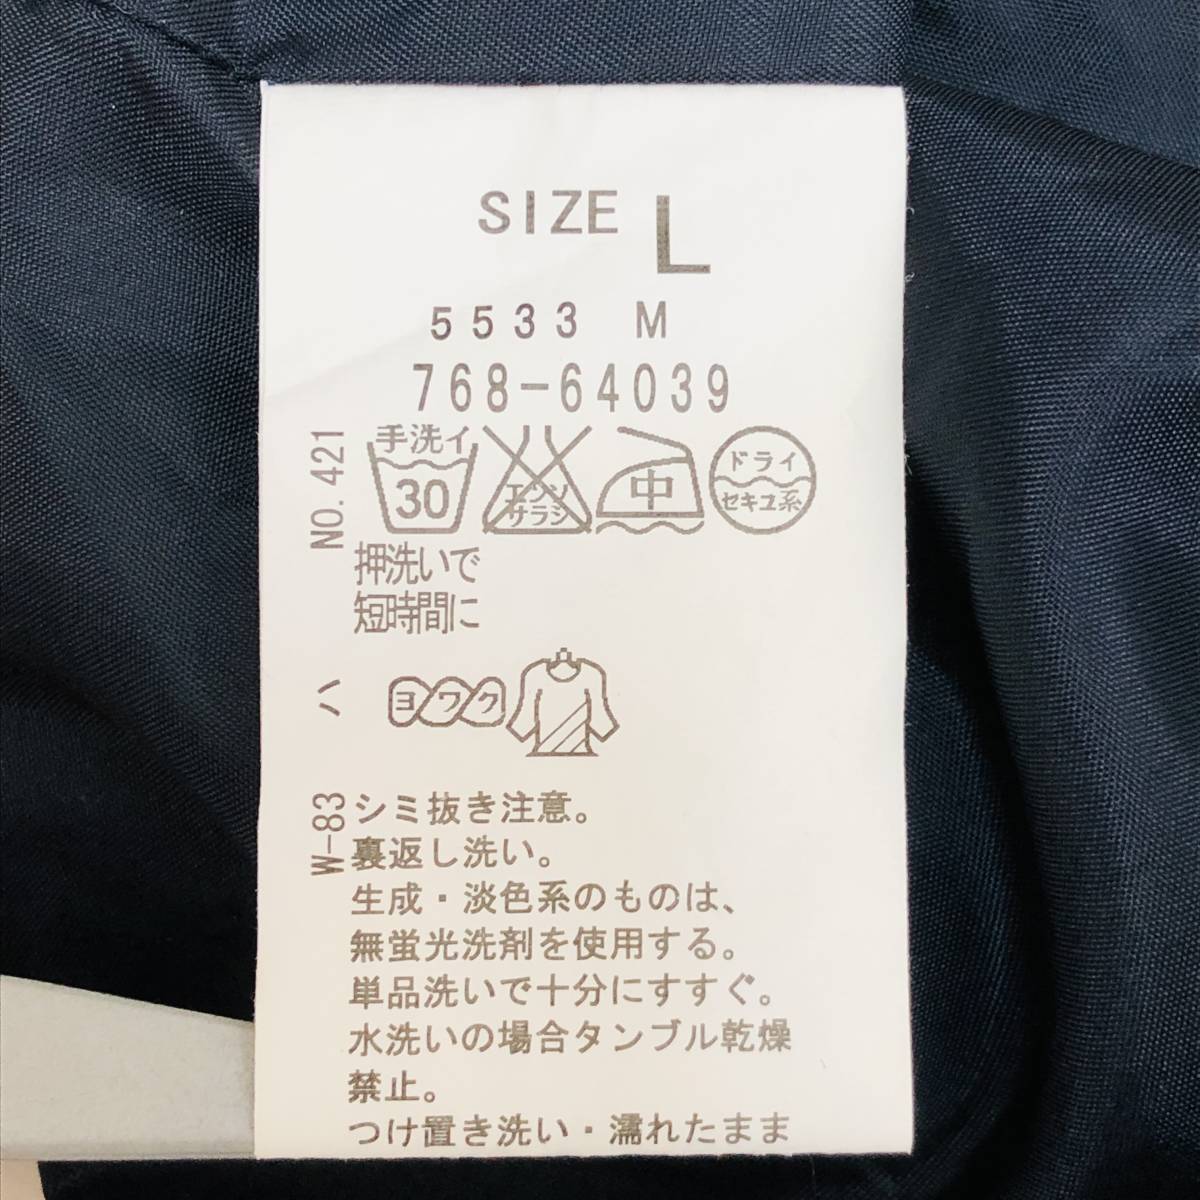 SIZE L
5533 M
768-64039
NO.421
手洗イ
30
エンソ
サラシ
中
ドライ
セキユ系
押洗いで
短時間に
ハ
ヨワク
W-83
シミ抜き注意。
裏返し洗い。
生成・淡色系のものは、
無蛍光洗剤を使用する。
単品洗いで十分にすすぐ。
水洗いの場合タンブル乾燥
禁止。
つけ置き洗い・濡れたまま